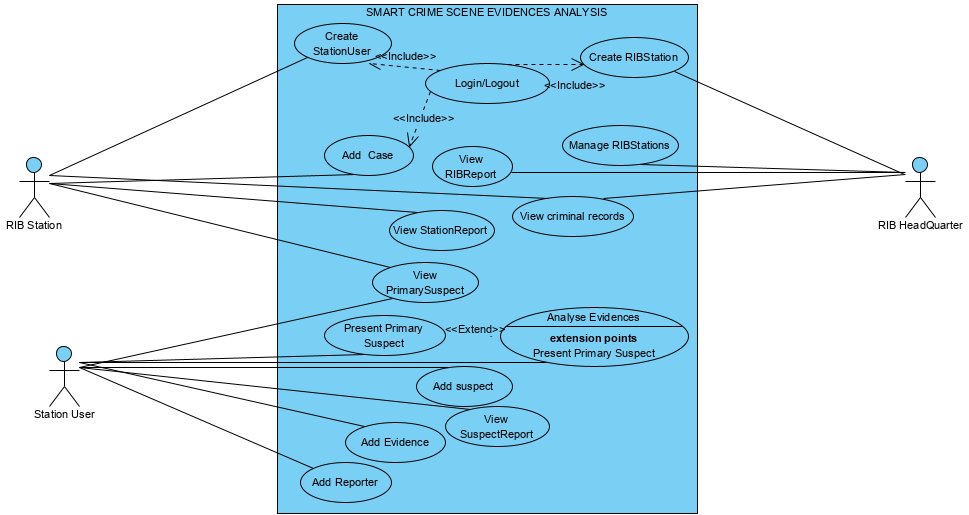 SMART CRIME SCENE EVIDENCES ANALYSIS
Create
StationUser
<<Include>>
Create RIBStation
Login/Logout
<<Include>>
<<Include>>
Add Case
View
RIBReport
Manage RIBStations
RIB Station
RIB HeadQuarter
View criminal records
View StationReport
View
PrimarySuspect
Present Primary
Suspect
<<Extend>>
Analyse Evidences
extension points
Present Primary Suspect
Station User
Add suspect
View
SuspectReport
Add Evidence
Add Reporter